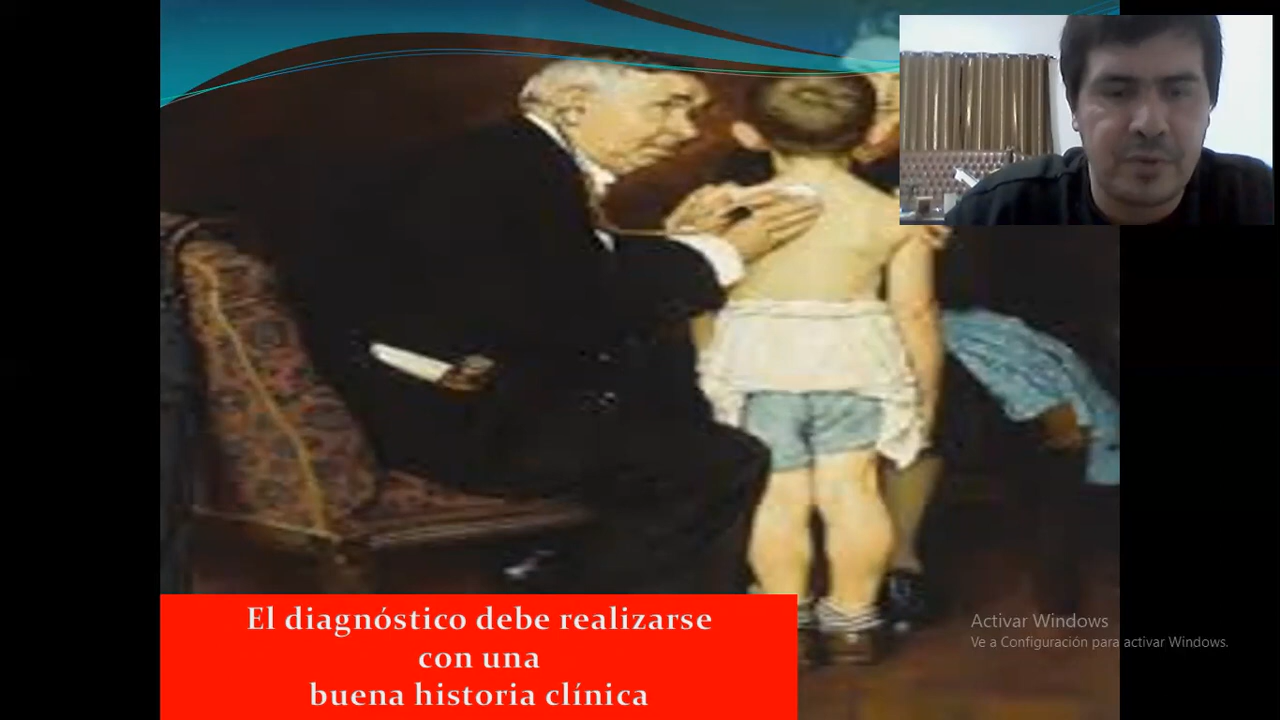 El diagnóstico debe realizarse
con una
buena historia clínica
Activar Windows
Ve a Configuración para activar Windows.